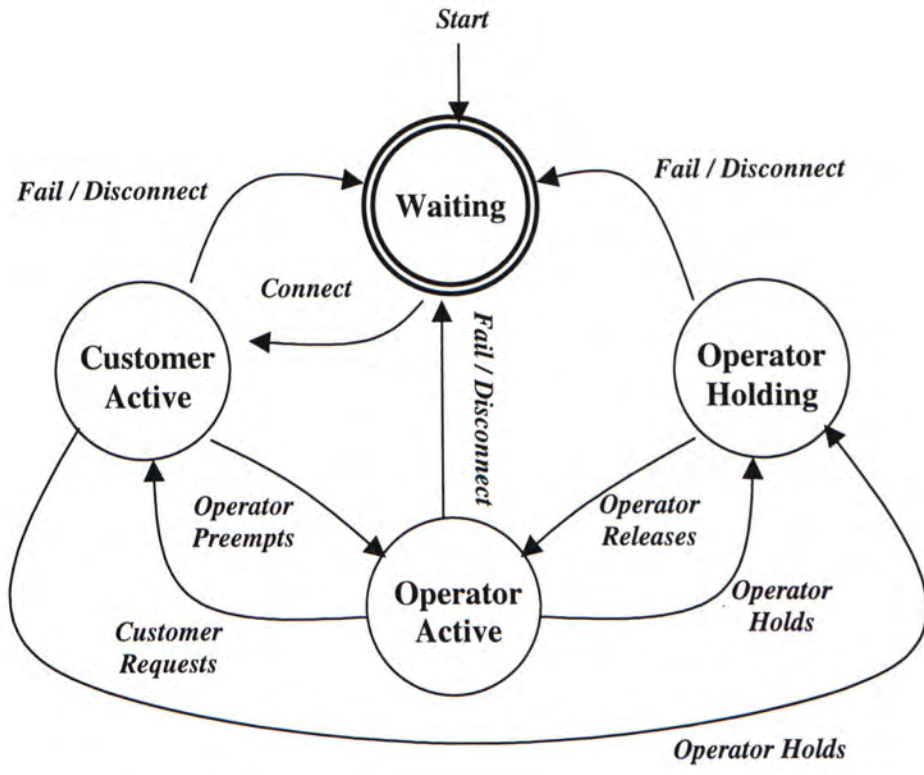 Start
Fail / Disconnect
Waiting
Fail / Disconnect
Connect
Fail / Disconnect
Customer
Active
Operator
Holding
Operator
Preempts
Operator
Releases
Operator
Active
Customer
Requests
Operator
Holds
Operator Holds